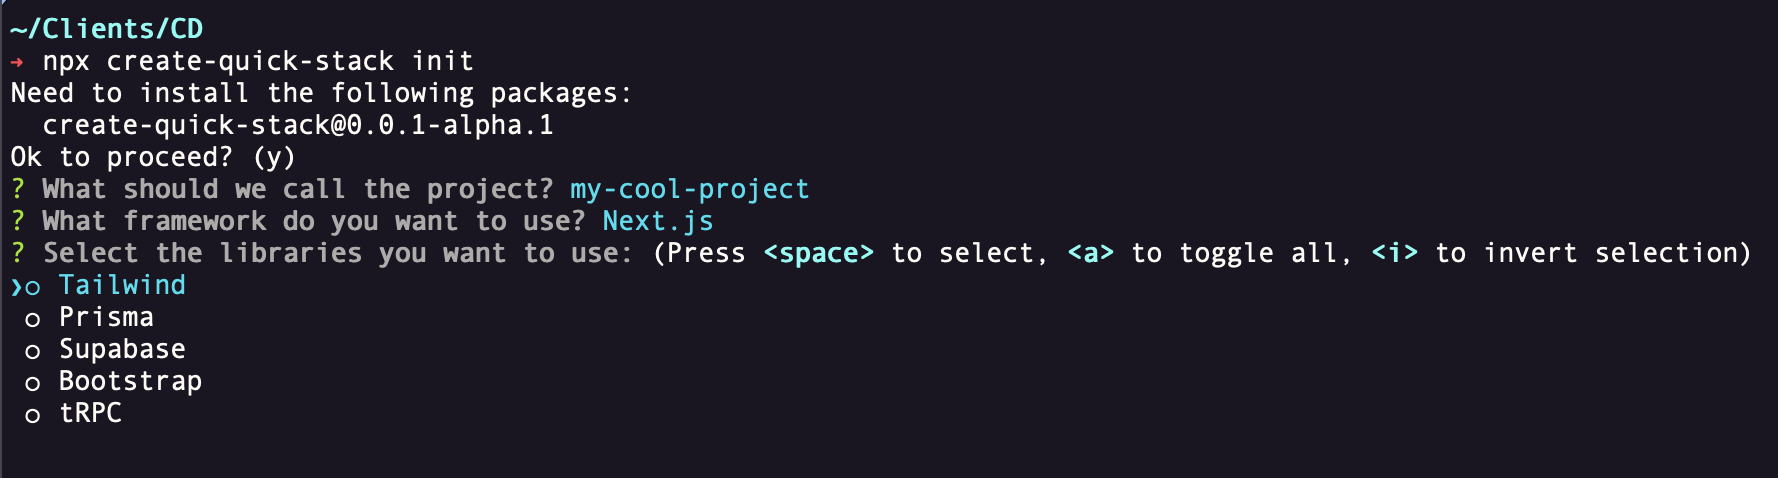 ~/Clients/CD
→ npx create-quick-stack init
Need to install the following packages:
  create-quick-stack@0.0.1-alpha.1
Ok to proceed? (y)
? What should we call the project? my-cool-project
? What framework do you want to use? Next.js
? Select the libraries you want to use: (Press <space> to select, <a> to toggle all, <i> to invert selection)
❯○ Tailwind
 ○ Prisma
 ○ Supabase
 ○ Bootstrap
 ○ tRPC